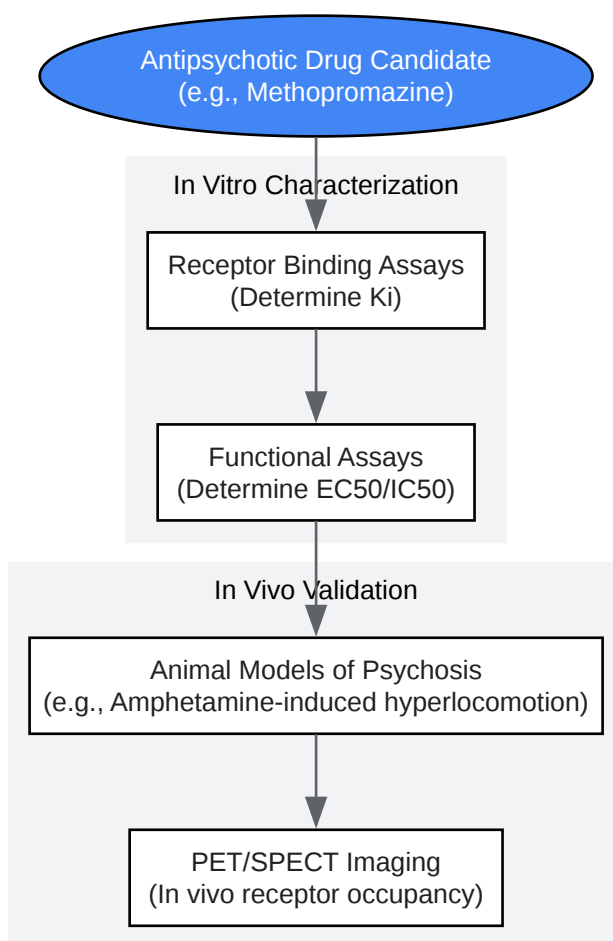 Antipsychotic Drug Candidate
(e.g., Methopromazine)
In Vitro Characterization
Receptor Binding Assays
(Determine Ki)
Functional Assays
(Determine EC50/IC50)
In Vivo Validation
Animal Models of Psychosis
(e.g., Amphetamine-induced hyperlocomotion)
PET/SPECT Imaging
(In vivo receptor occupancy)